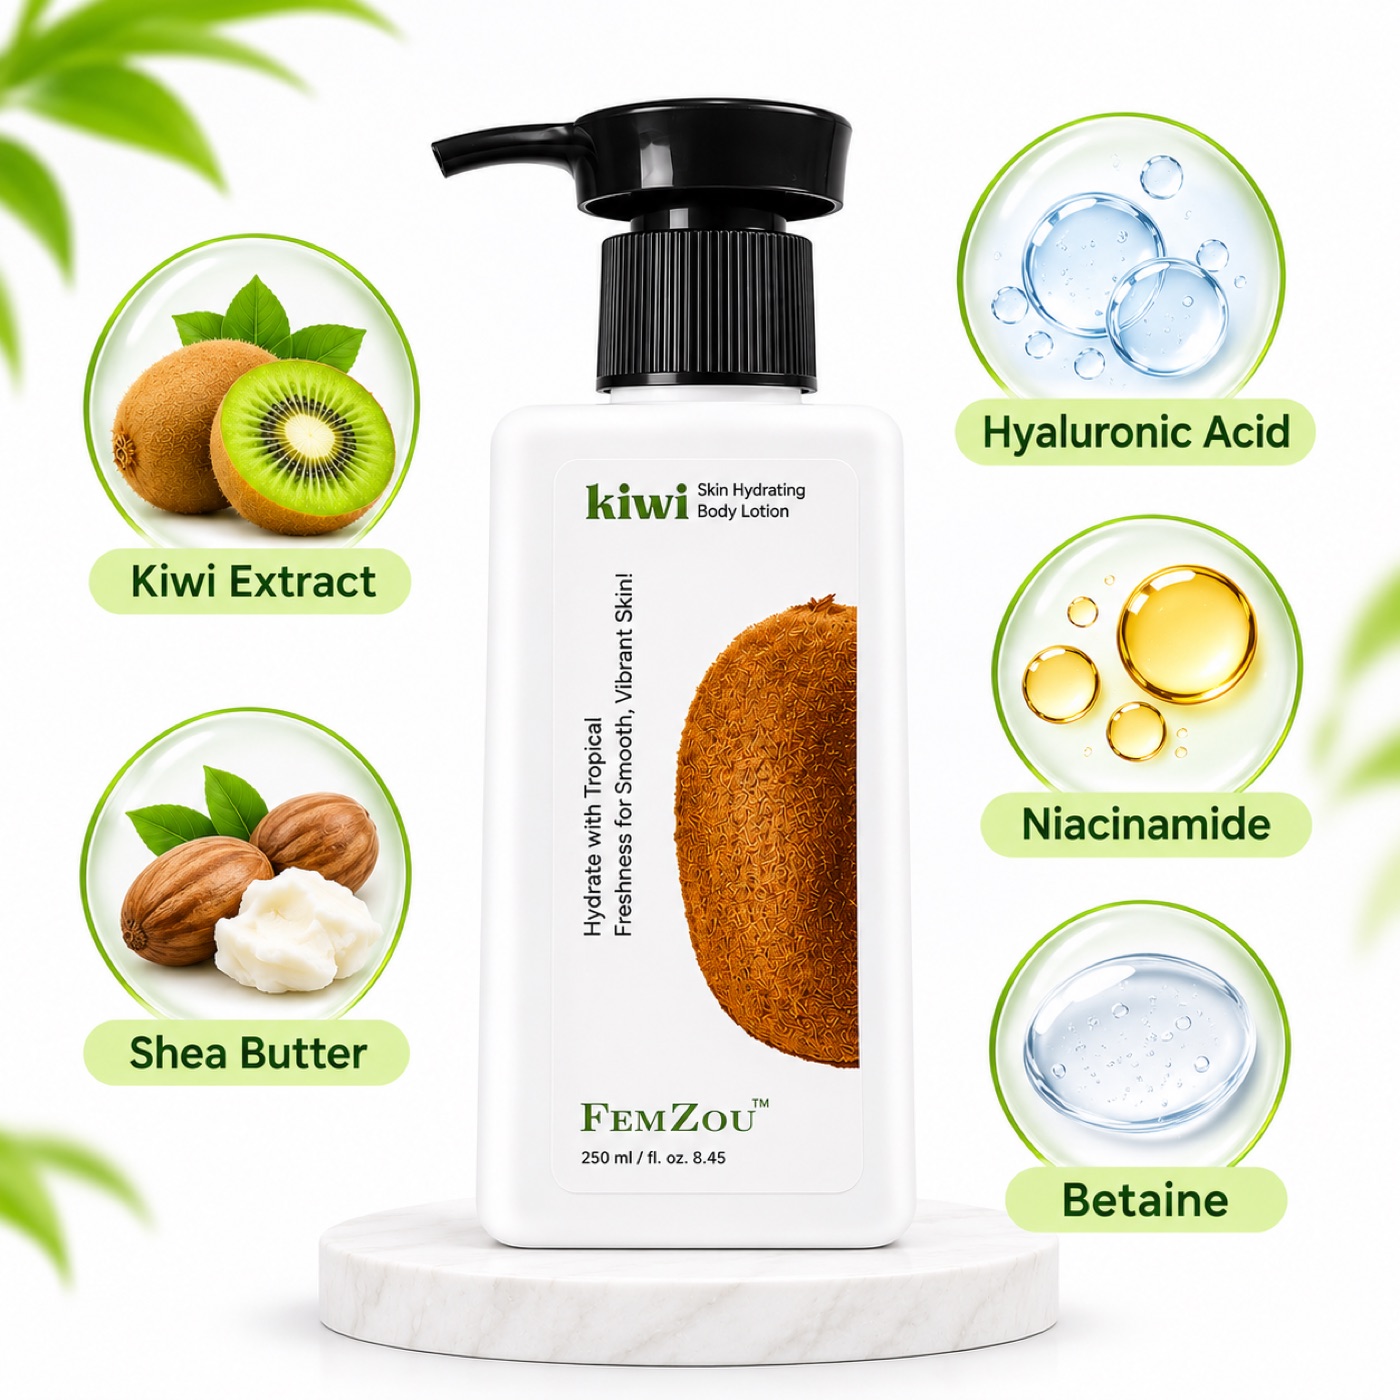 kiwi Skin Hydrating
Body Lotion
Hydrate with Tropical
Freshness for Smooth, Vibrant Skin!
FEMZOU™
250 ml / fl. oz. 8.45
Kiwi Extract
Shea Butter
Hyaluronic Acid
Niacinamide
Betaine